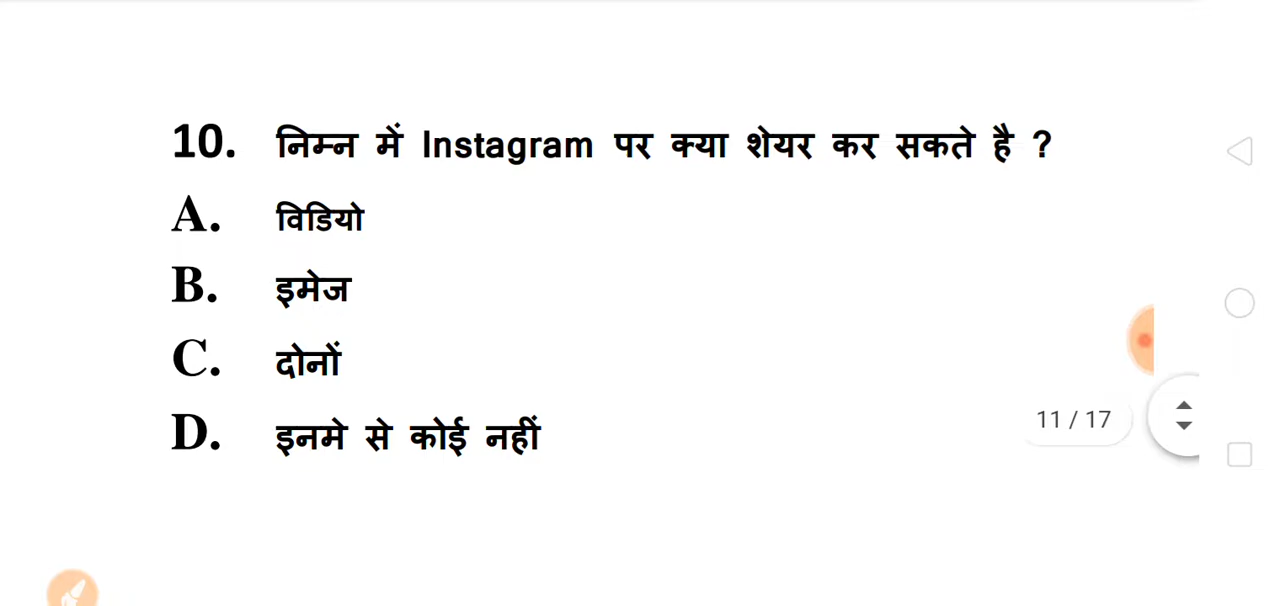 10. निम्न में Instagram पर क्या शेयर कर सकते है ?
A. विडियो
B. इमेज
C. दोनों
D. इनमे से कोई नहीं
11 / 17